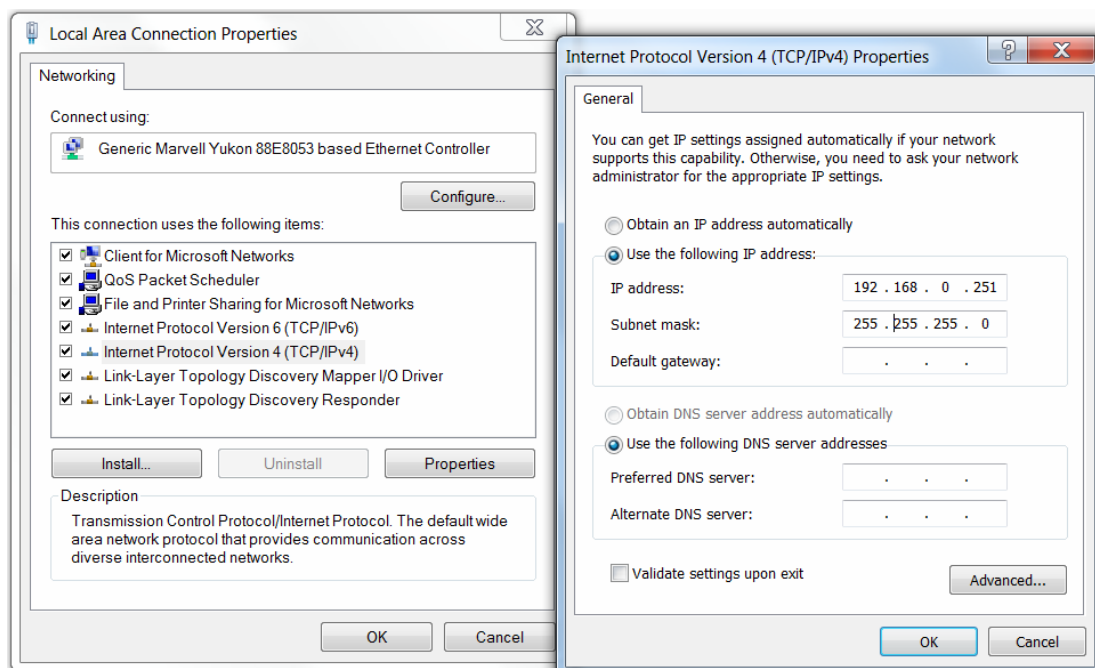 Local Area Connection Properties
Networking
Connect using:
Generic Marvell Yukon 88E8053 based Ethernet Controller
Configure...
This connection uses the following items:
Client for Microsoft Networks
QoS Packet Scheduler
File and Printer Sharing for Microsoft Networks
Internet Protocol Version 6 (TCP/IPv6)
Internet Protocol Version 4 (TCP/IPv4)
Link-Layer Topology Discovery Mapper I/O Driver
Link-Layer Topology Discovery Responder
Install...
Uninstall
Properties
Description
Transmission Control Protocol/Internet Protocol. The default wide
area network protocol that provides communication across
diverse interconnected networks.
OK
Cancel
Internet Protocol Version 4 (TCP/IPv4) Properties
General
You can get IP settings assigned automatically if your network
supports this capability. Otherwise, you need to ask your network
administrator for the appropriate IP settings.
Obtain an IP address automatically
Use the following IP address:
IP address: 192 . 168 . 0 . 251
Subnet mask: 255 . 255 . 255 . 0
Default gateway: . . .
Obtain DNS server address automatically
Use the following DNS server addresses
Preferred DNS server: . . .
Alternate DNS server: . . .
Validate settings upon exit
Advanced...
OK
Cancel